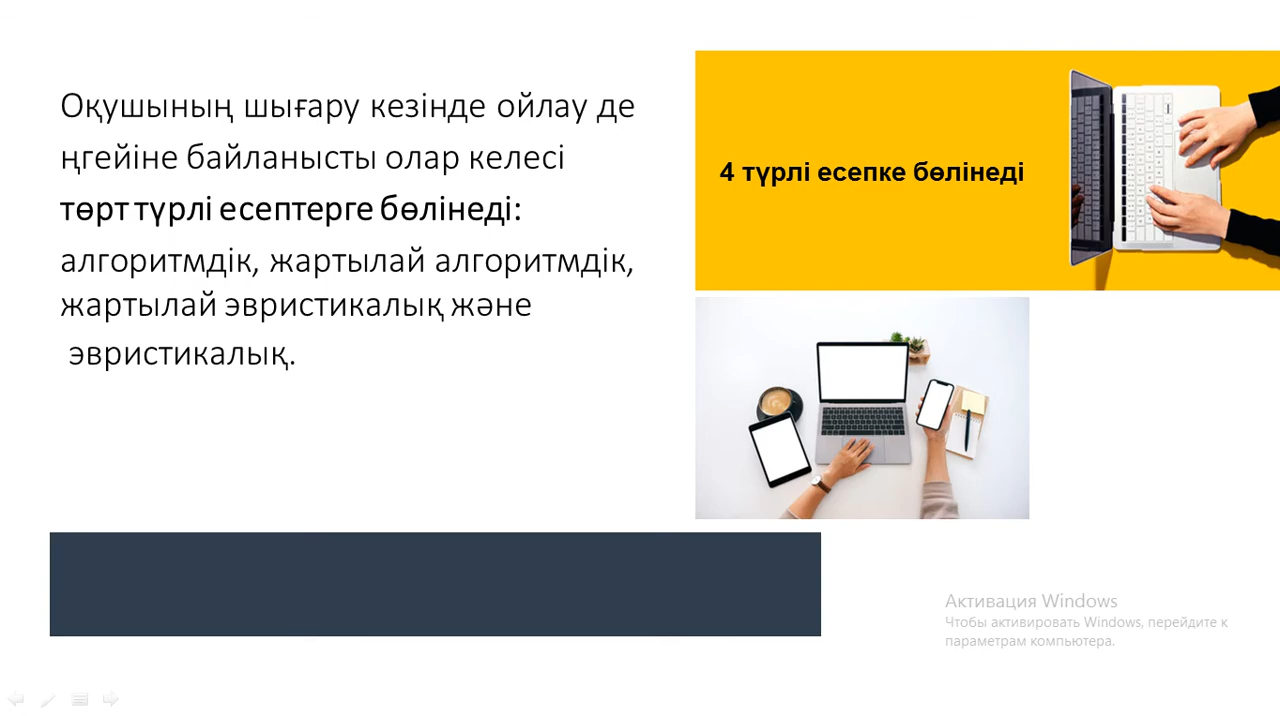 Оқушының шығару кезінде ойлау де
ңгейіне байланысты олар келесі
төрт түрлі есептерге бөлінеді:
алгоритмдік, жартылай алгоритмдік,
жартылай эвристикалық және
эвристикалық.
4 түрлі есепке бөлінеді
Активация Windows
Чтобы активировать Windows, перейдите к
параметрам компьютера.